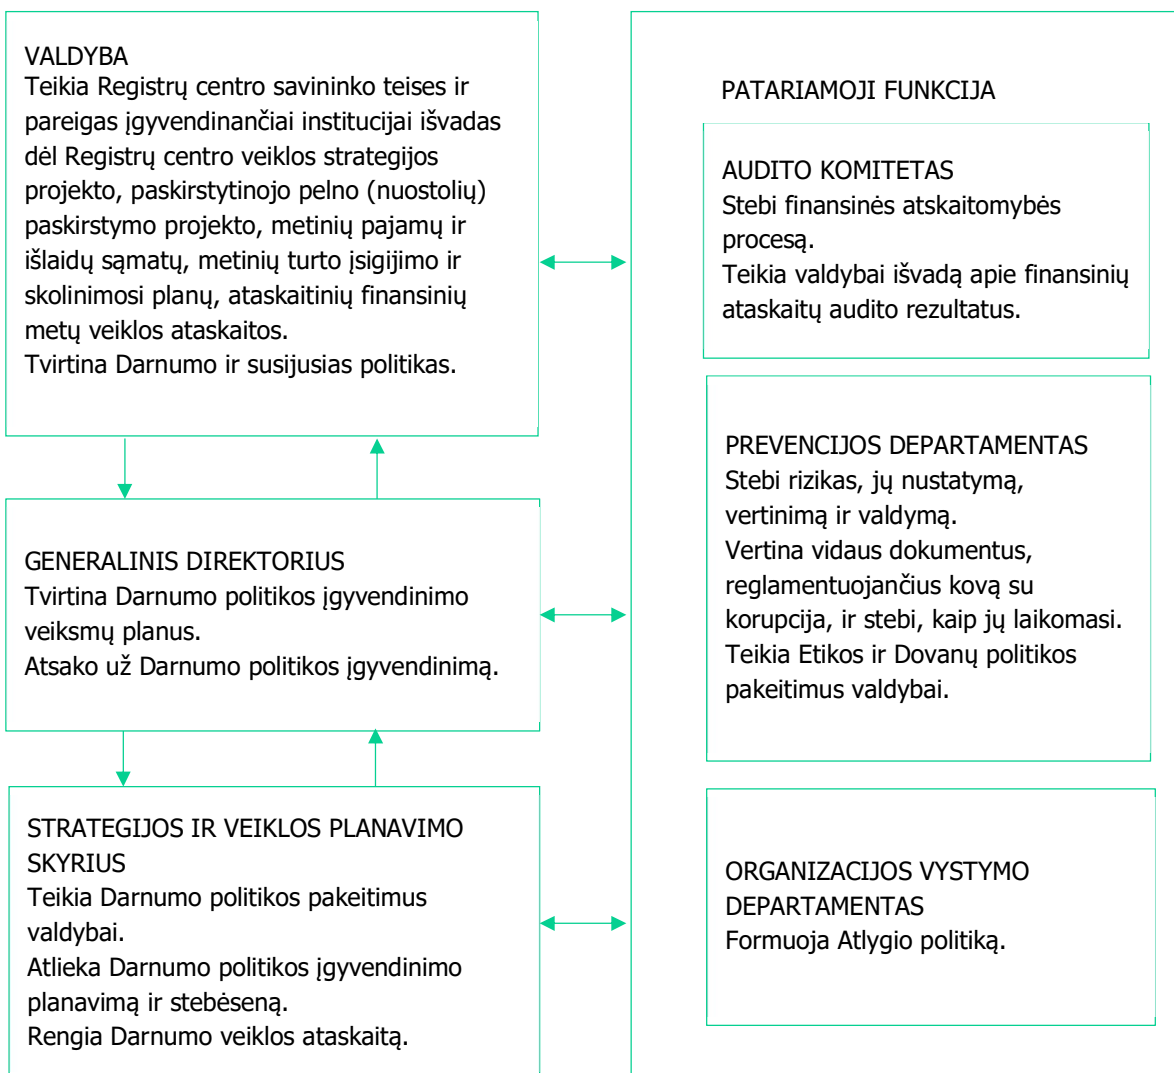 VALDYBA
Teikia Registrų centro savininko teises ir
pareigas įgyvendinančiai institucijai išvadas
dėl Registrų centro veiklos strategijos
projekto, paskirstytinojo pelno (nuostolių)
paskirstymo projekto, metinių pajamų ir
išlaidų sąmatų, metinių turto įsigijimo ir
skolinimosi planų, ataskaitinių finansinių
metų veiklos ataskaitos.
Tvirtina Darnumo ir susijusias politikas.
GENERALINIS DIREKTORIUS
Tvirtina Darnumo politikos įgyvendinimo
veiksmų planus.
Atsako už Darnumo politikos įgyvendinimą.
STRATEGIJOS IR VEIKLOS PLANAVIMO
SKYRIUS
Teikia Darnumo politikos pakeitimus
valdybai.
Atlieka Darnumo politikos įgyvendinimo
planavimą ir stebėseną.
Rengia Darnumo veiklos ataskaitą.
PATARIAMOJI FUNKCIJA
AUDITO KOMITETAS
Stebi finansinės atskaitomybės
procesą.
Teikia valdybai išvadą apie finansinių
ataskaitų audito rezultatus.
PREVENCIJOS DEPARTAMENTAS
Stebi rizikas, jų nustatymą,
vertinimą ir valdymą.
Vertina vidaus dokumentus,
reglamentuojančius kovą su
korupcija, ir stebi, kaip jų laikomasi.
Teikia Etikos ir Dovanų politikos
pakeitimus valdybai.
ORGANIZACIJOS VYSTYMO
DEPARTAMENTAS
Formuoja Atlygio politiką.